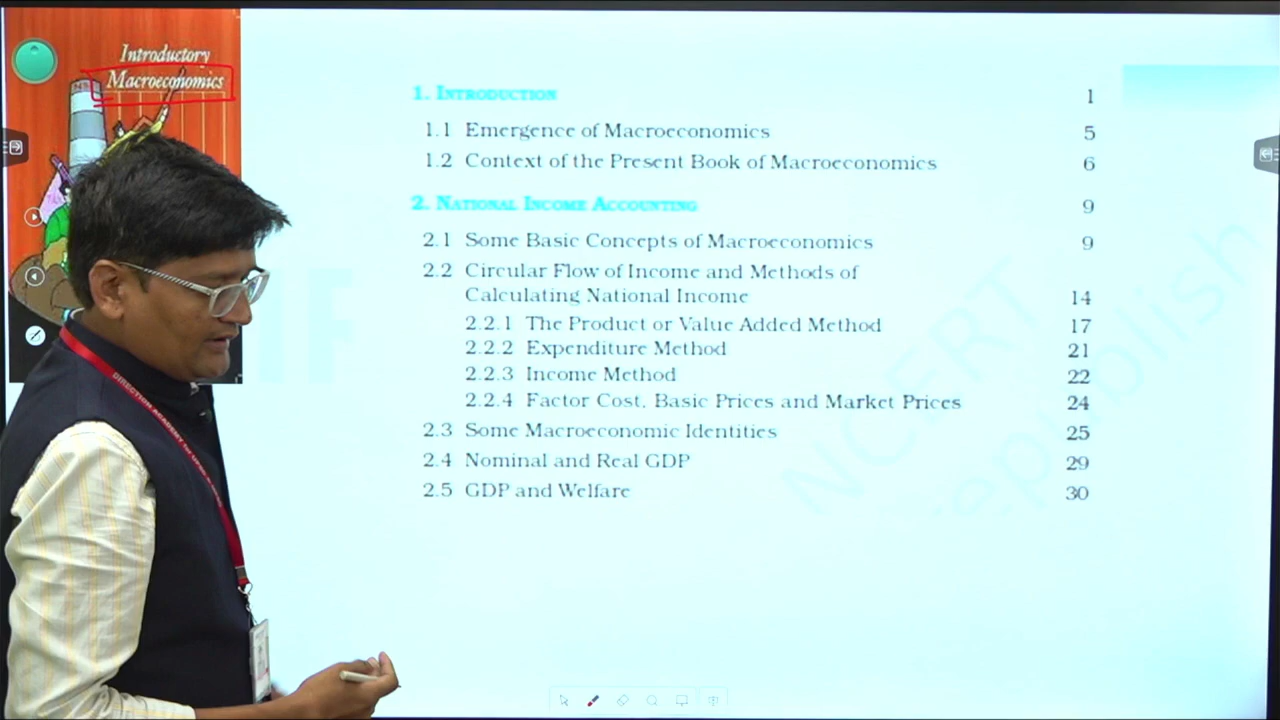 Introductory
Macroeconomics
1. INTRODUCTION 1
1.1 Emergence of Macroeconomics 5
1.2 Context of the Present Book of Macroeconomics 6
2. NATIONAL INCOME ACCOUNTING 9
2.1 Some Basic Concepts of Macroeconomics 9
2.2 Circular Flow of Income and Methods of
Calculating National Income 14
2.2.1 The Product or Value Added Method 17
2.2.2 Expenditure Method 21
2.2.3 Income Method 22
2.2.4 Factor Cost, Basic Prices and Market Prices 24
2.3 Some Macroeconomic Identities 25
2.4 Nominal and Real GDP 29
2.5 GDP and Welfare 30
NCERT
republish
DIRECTION ACADEMY